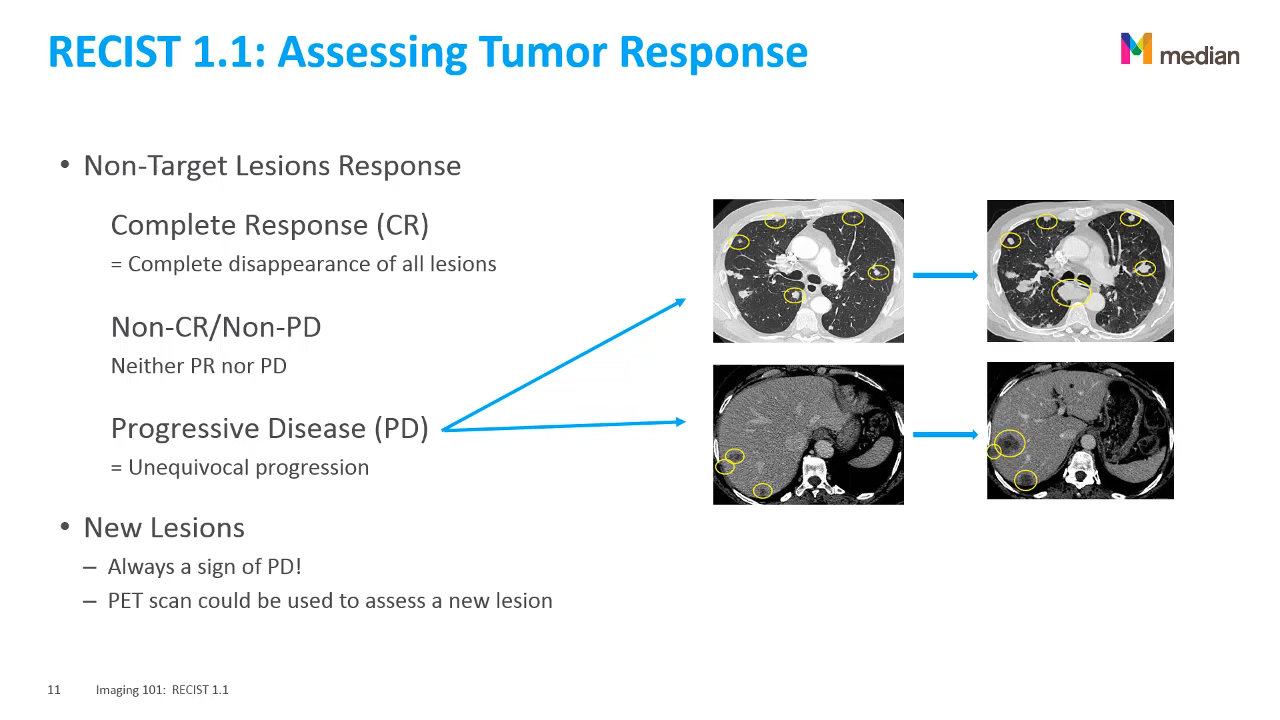 RECIST 1.1: Assessing Tumor Response
median
• Non-Target Lesions Response
Complete Response (CR)
= Complete disappearance of all lesions
Non-CR/Non-PD
Neither PR nor PD
Progressive Disease (PD)
= Unequivocal progression
• New Lesions
– Always a sign of PD!
– PET scan could be used to assess a new lesion
11 Imaging 101: RECIST 1.1